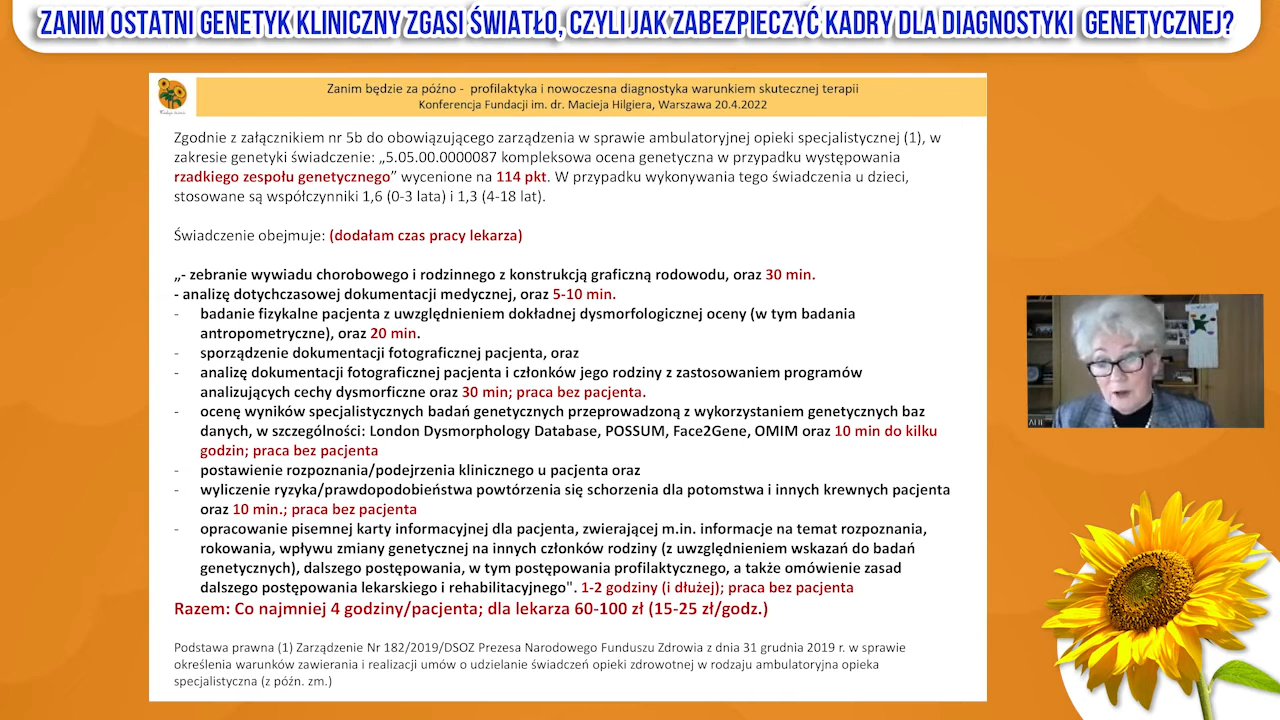 ZANIM OSTATNI GENETYK KLINICZNY ZGASI ŚWIATŁO, CZYLI JAK ZABEZPIECZYĆ KADRY DLA DIAGNOSTYKI GENETYCZNEJ?
Zanim będzie za późno - profilaktyka i nowoczesna diagnostyka warunkiem skutecznej terapii
Konferencja Fundacji im. dr. Macieja Hilgiera, Warszawa 20.4.2022
Zgodnie z załącznikiem nr 5b do obowiązującego zarządzenia w sprawie ambulatoryjnej opieki specjalistycznej (1), w
zakresie genetyki świadczenie: „5.05.00.0000087 kompleksowa ocena genetyczna w przypadku występowania
rzadkiego zespołu genetycznego” wycenione na 114 pkt. W przypadku wykonywania tego świadczenia u dzieci,
stosowane są współczynniki 1,6 (0-3 lata) i 1,3 (4-18 lat).
Świadczenie obejmuje: (dodałam czas pracy lekarza)
„- zebranie wywiadu chorobowego i rodzinnego z konstrukcją graficzną rodowodu, oraz 30 min.
- analizę dotychczasowej dokumentacji medycznej, oraz 5-10 min.
- badanie fizykalne pacjenta z uwzględnieniem dokładnej dysmorfologicznej oceny (w tym badania
antropometryczne), oraz 20 min.
- sporządzenie dokumentacji fotograficznej pacjenta, oraz
- analizę dokumentacji fotograficznej pacjenta i członków jego rodziny z zastosowaniem programów
analizujących cechy dysmorficzne oraz 30 min; praca bez pacjenta.
- ocenę wyników specjalistycznych badań genetycznych przeprowadzoną z wykorzystaniem genetycznych baz
danych, w szczególności: London Dysmorphology Database, POSSUM, Face2Gene, OMIM oraz 10 min do kilku
godzin; praca bez pacjenta
- postawienie rozpoznania/podejrzenia klinicznego u pacjenta oraz
- wyliczenie ryzyka/prawdopodobieństwa powtórzenia się schorzenia dla potomstwa i innych krewnych pacjenta
oraz 10 min.; praca bez pacjenta
- opracowanie pisemnej karty informacyjnej dla pacjenta, zwierającej m.in. informacje na temat rozpoznania,
rokowania, wpływu zmiany genetycznej na innych członków rodziny (z uwzględnieniem wskazań do badań
genetycznych), dalszego postępowania, w tym postępowania profilaktycznego, a także omówienie zasad
dalszego postępowania lekarskiego i rehabilitacyjnego". 1-2 godziny (i dłużej); praca bez pacjenta
Razem: Co najmniej 4 godziny/pacjenta; dla lekarza 60-100 zł (15-25 zł/godz.)
Podstawa prawna (1) Zarządzenie Nr 182/2019/DSOZ Prezesa Narodowego Funduszu Zdrowia z dnia 31 grudnia 2019 r. w sprawie
określenia warunków zawierania i realizacji umów o udzielanie świadczeń opieki zdrowotnej w rodzaju ambulatoryjna opieka
specjalistyczna (z późn. zm.)